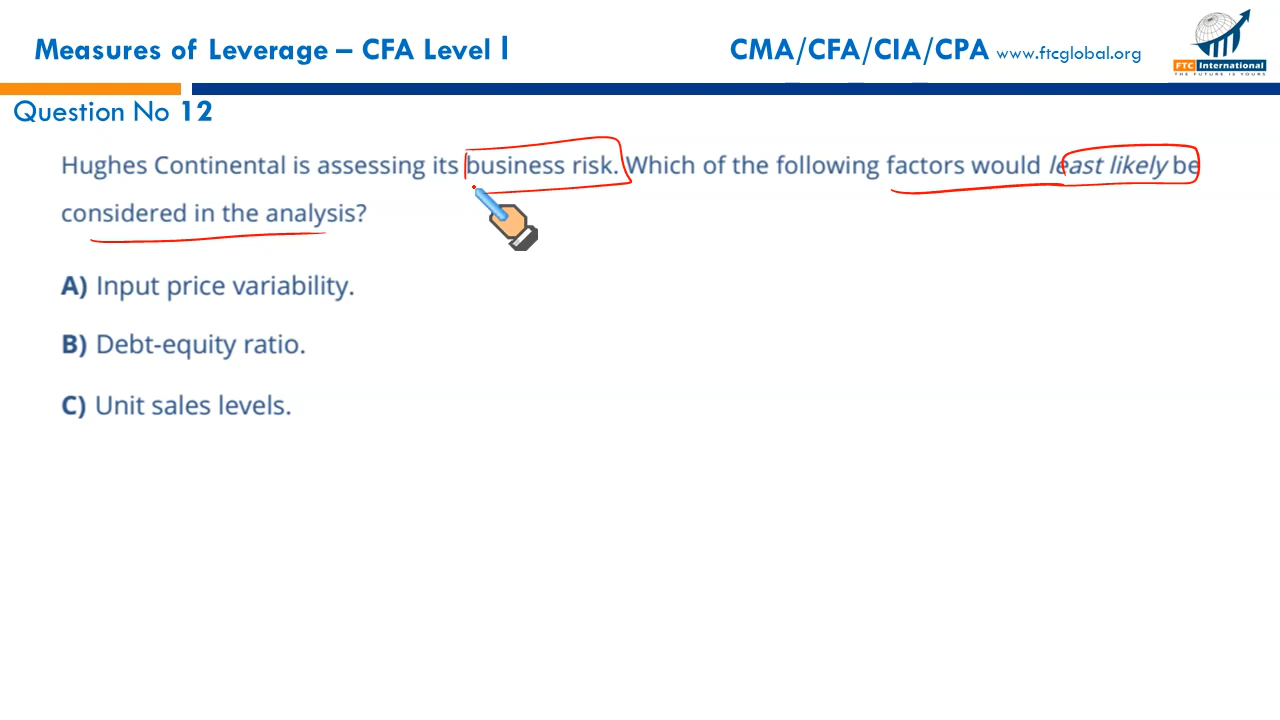 Measures of Leverage – CFA Level I
CMA/CFA/CIA/CPA www.ftcglobal.org
FTC International
THE FUTURE IS YOURS
Question No 12
Hughes Continental is assessing its business risk. Which of the following factors would least likely be
considered in the analysis?
A) Input price variability.
B) Debt-equity ratio.
C) Unit sales levels.